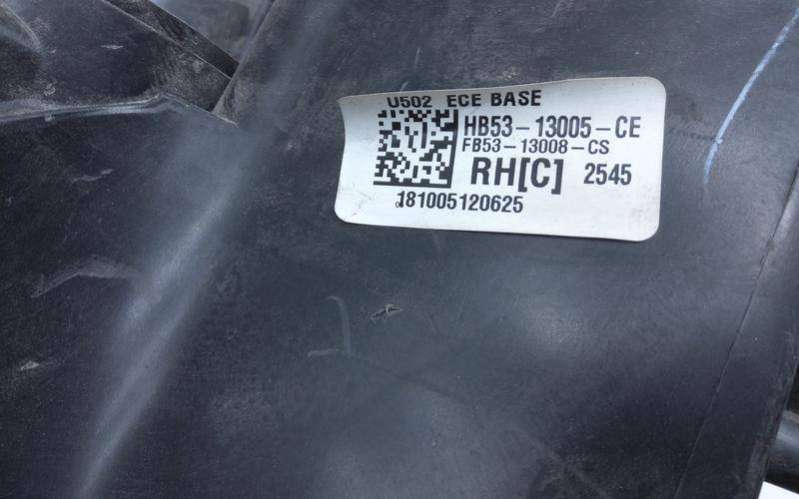 U502 ECE BASE
HB53-13005-CE
FB53-13008-CS
RH[C] 2545
181005120625